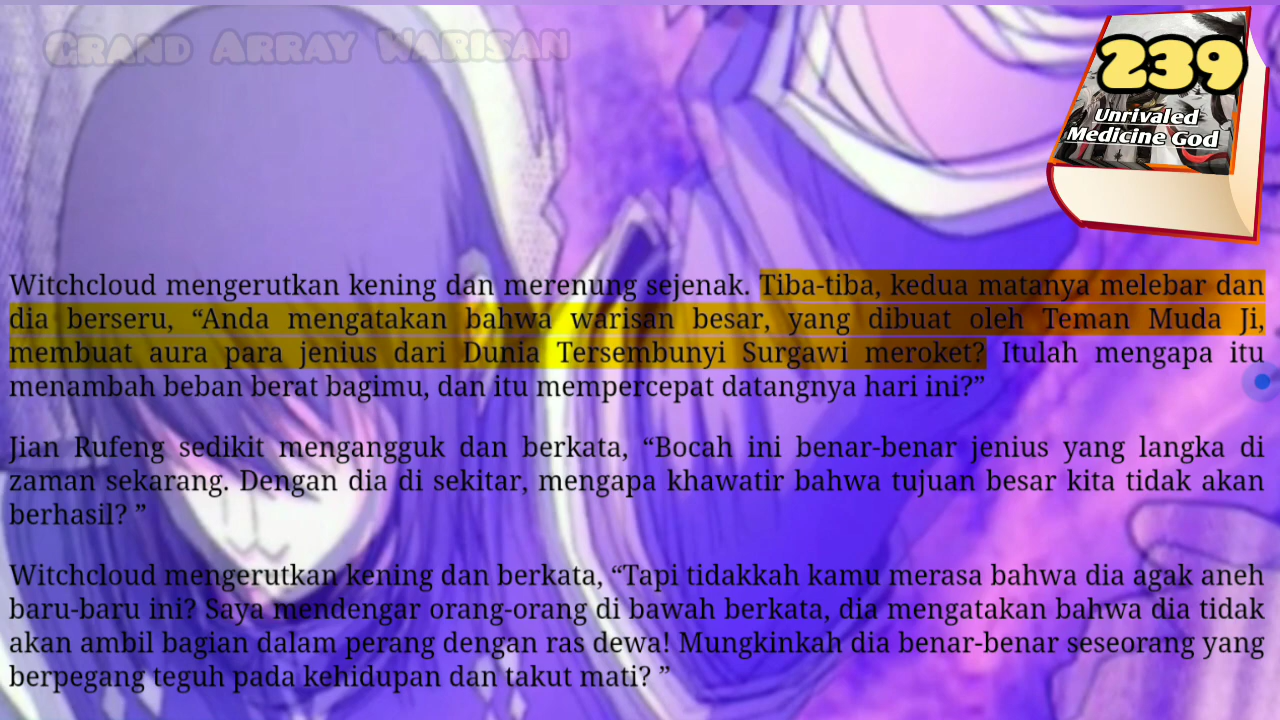 Grand Array Warisan
239
Unrivaled
Medicine God
Witchcloud mengerutkan kening dan merenung sejenak. Tiba-tiba, kedua matanya melebar dan
dia berseru, “Anda mengatakan bahwa warisan besar, yang dibuat oleh Teman Muda Ji,
membuat aura para jenius dari Dunia Tersembunyi Surgawi meroket? Itulah mengapa itu
menambah beban berat bagimu, dan itu mempercepat datangnya hari ini?”
Jian Rufeng sedikit mengangguk dan berkata, “Bocah ini benar-benar jenius yang langka di
zaman sekarang. Dengan dia di sekitar, mengapa khawatir bahwa tujuan besar kita tidak akan
berhasil? ”
Witchcloud mengerutkan kening dan berkata, “Tapi tidakkah kamu merasa bahwa dia agak aneh
baru-baru ini? Saya mendengar orang-orang di bawah berkata, dia mengatakan bahwa dia tidak
akan ambil bagian dalam perang dengan ras dewa! Mungkinkah dia benar-benar seseorang yang
berpegang teguh pada kehidupan dan takut mati? ”